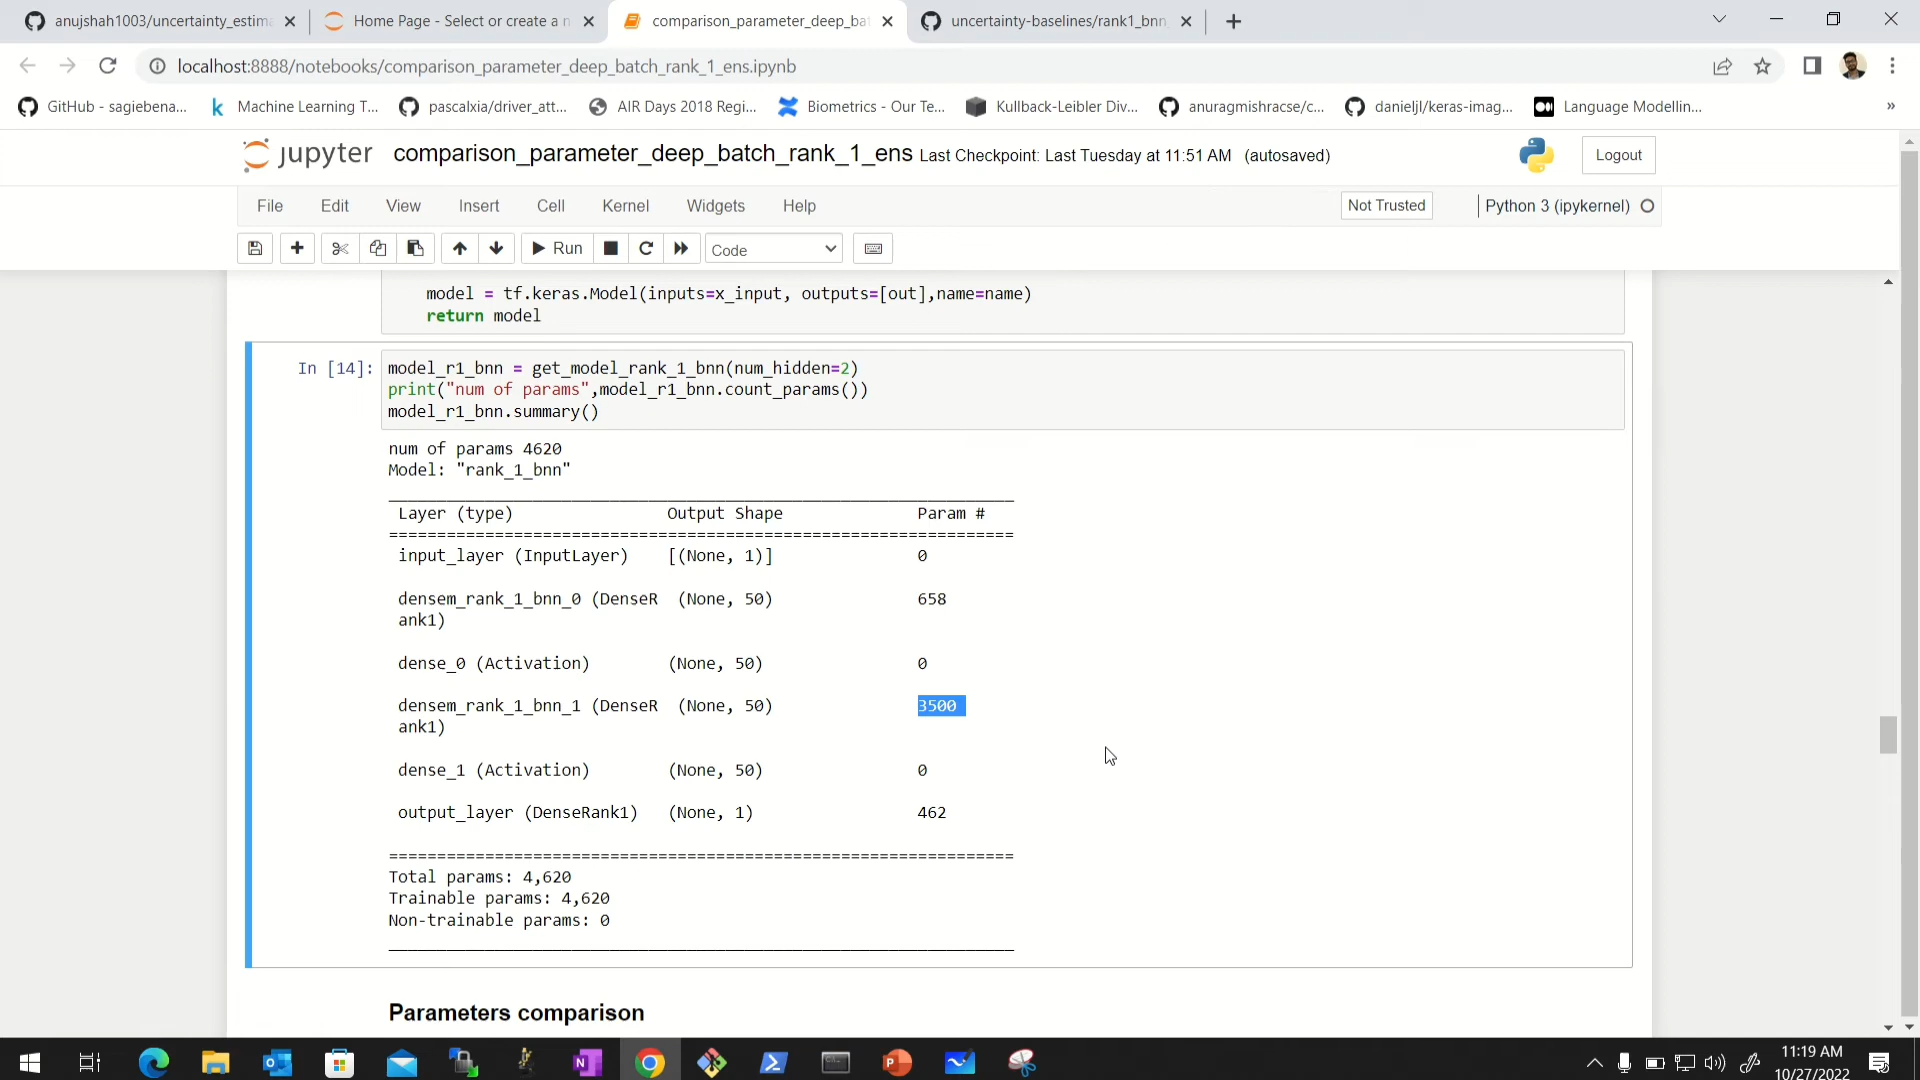 anujshah1003/uncertainty_estima
Home Page - Select or create a n
comparison_parameter_deep_bat
uncertainty-baselines/rank1_bnn
localhost:8888/notebooks/comparison_parameter_deep_batch_rank_1_ens.ipynb
GitHub - sagiebena...
Machine Learning T...
pascalxia/driver_att...
AIR Days 2018 Regi...
Biometrics - Our Te...
Kullback-Leibler Div...
anuragmishracse/c...
danieljl/keras-imag...
Language Modellin...
»
jupyter comparison_parameter_deep_batch_rank_1_ens Last Checkpoint: Last Tuesday at 11:51 AM (autosaved)
Logout
File Edit View Insert Cell Kernel Widgets Help
Not Trusted
Python 3 (ipykernel)
Run
Code
model = tf.keras.Model(inputs=x_input, outputs=[out],name=name)
return model
In [14]: model_r1_bnn = get_model_rank_1_bnn(num_hidden=2)
print("num of params",model_r1_bnn.count_params())
model_r1_bnn.summary()
num of params 4620
Model: "rank_1_bnn"
Layer (type) Output Shape Param #
input_layer (InputLayer) [(None, 1)] 0
densem_rank_1_bnn_0 (DenseR (None, 50) 658
ank1)
dense_0 (Activation) (None, 50) 0
densem_rank_1_bnn_1 (DenseR (None, 50) 3500
ank1)
dense_1 (Activation) (None, 50) 0
output_layer (DenseRank1) (None, 1) 462
Total params: 4,620
Trainable params: 4,620
Non-trainable params: 0
Parameters comparison
11:19 AM
10/27/2022